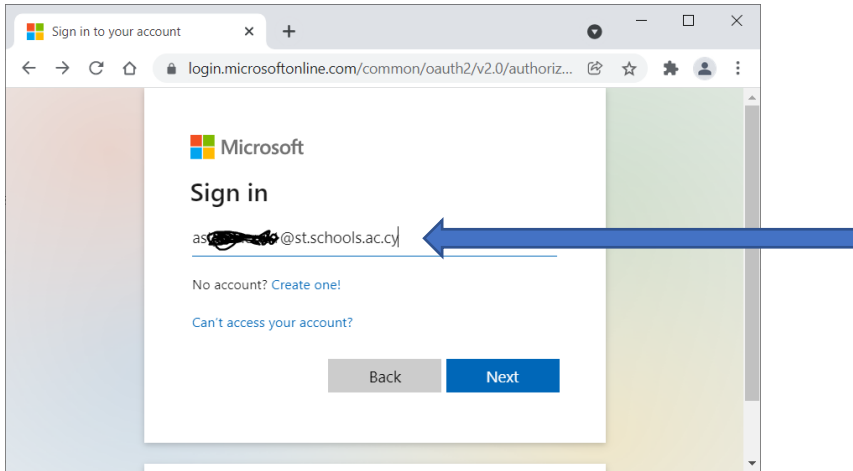 Sign in to your account
login.microsoftonline.com/common/oauth2/v2.0/authoriz...
Microsoft
Sign in
as @st.schools.ac.cy
No account? Create one!
Can't access your account?
Back Next